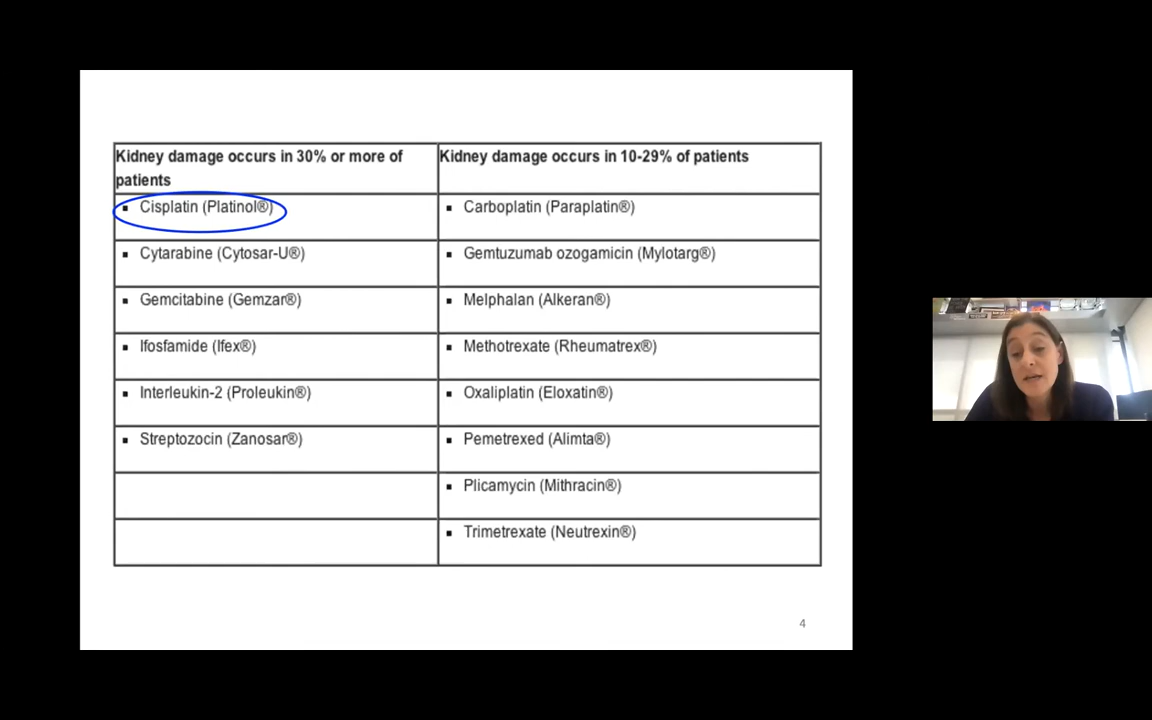 Kidney damage occurs in 30% or more of
patients
Kidney damage occurs in 10-29% of patients
▪ Cisplatin (Platinol®)
▪ Carboplatin (Paraplatin®)
▪ Cytarabine (Cytosar-U®)
▪ Gemtuzumab ozogamicin (Mylotarg®)
▪ Gemcitabine (Gemzar®)
▪ Melphalan (Alkeran®)
▪ Ifosfamide (Ifex®)
▪ Methotrexate (Rheumatrex®)
▪ Interleukin-2 (Proleukin®)
▪ Oxaliplatin (Eloxatin®)
▪ Streptozocin (Zanosar®)
▪ Pemetrexed (Alimta®)
▪ Plicamycin (Mithracin®)
▪ Trimetrexate (Neutrexin®)
4